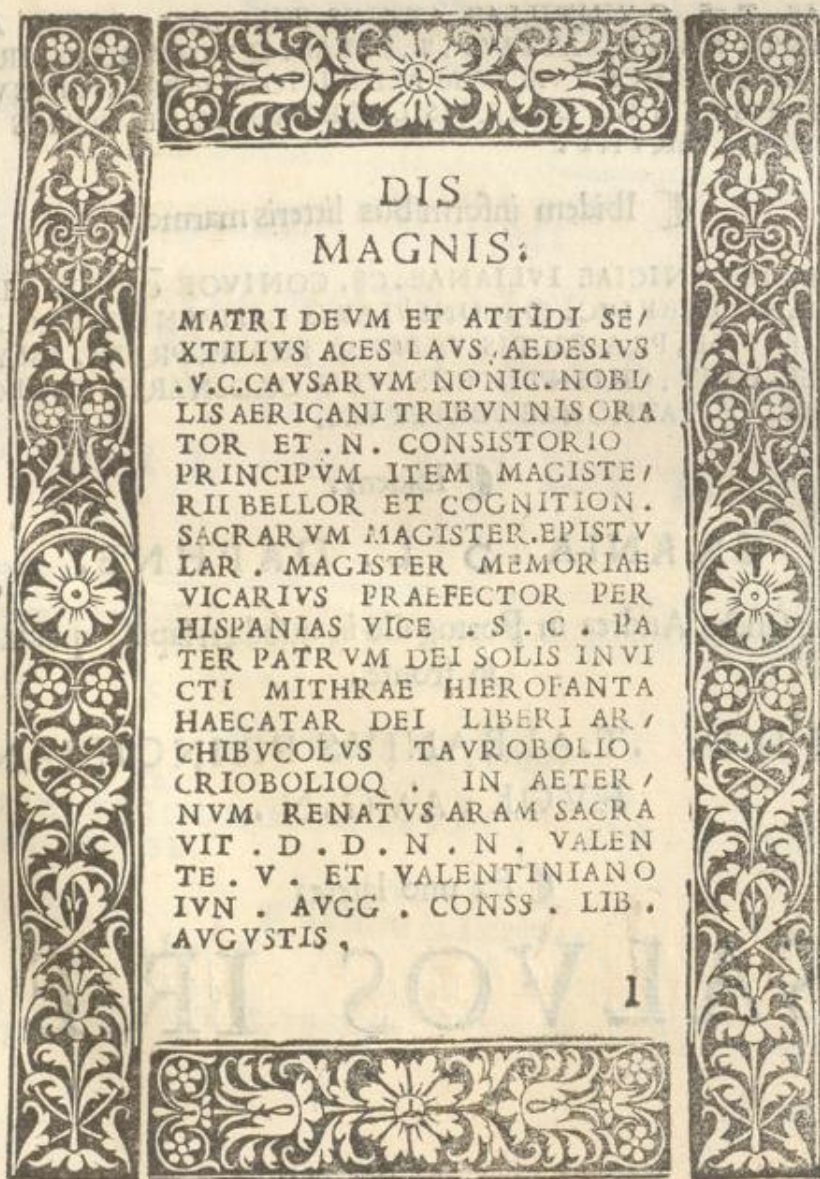 DIS
MAGNIS:
MATRI DEVM ET ATTIDI SE/
XTILIVS ACES LAVS . AEDESIVS
.V.C.CAVSARVM NONIC.NOBI/
LIS AERICANI TRIBVNNIS ORA
TOR ET . N . CONSISTORIO
PRINCIPVM ITEM MAGISTE/
RII BELLOR ET COGNITION .
SACRARVM MAGISTER.EPISTV
LAR . MAGISTER MEMORIAE
VICARIVS PRAEFECTOR PER
HISPANIAS VICE . S . C . PA
TER PATRVM DEI SOLIS INVI
CTI MITHRAE HIEROFANTA
HAECATAR DEI LIBERI AR/
CHIBVCOLVS TAVROBOLIO
CRIOBOLIOQ . IN AETER/
NVM RENATVS ARAM SACRA
VIT . D . D . N . N . VALEN
TE . V . ET VALENTINIANO
IVN . AVGG . CONSS . LIB .
AVGVSTIS .
l